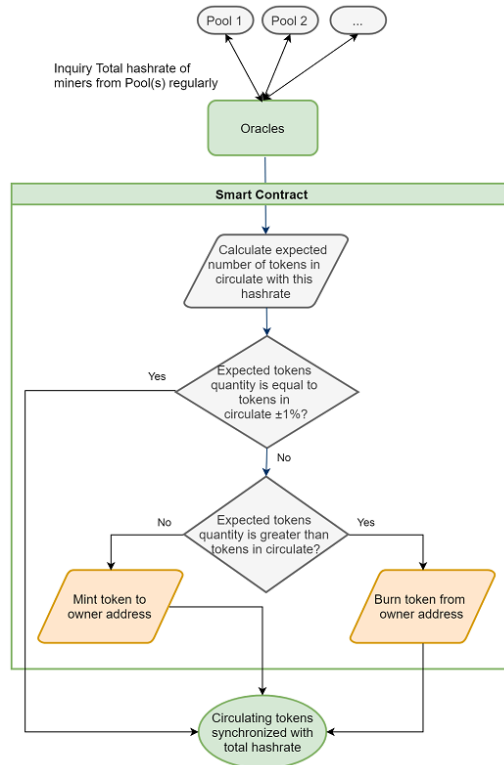 Pool 1
Pool 2
...
Inquiry Total hashrate of
miners from Pool(s) regularly
Oracles
Smart Contract
Calculate expected
number of tokens in
circulate with this
hashrate
Expected tokens
quantity is equal to
tokens in
circulate ±1%?
Yes
No
Expected tokens
quantity is greater than
tokens in circulate?
No
Yes
Mint token to
owner address
Burn token from
owner address
Circulating tokens
synchronized with
total hashrate